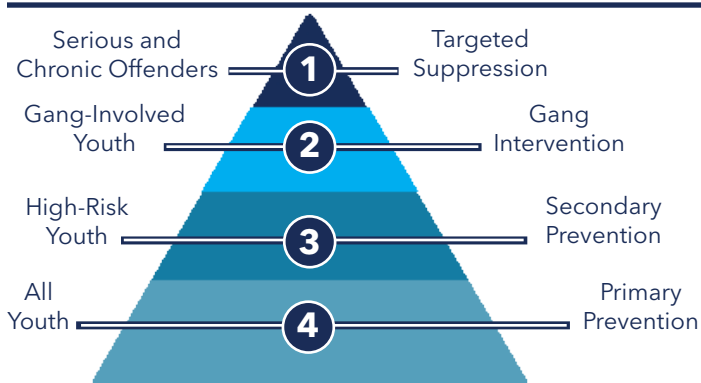 Serious and
Chronic Offenders
1
Targeted
Suppression
Gang-Involved
Youth
2
Gang
Intervention
High-Risk
Youth
3
Secondary
Prevention
All
Youth
4
Primary
Prevention